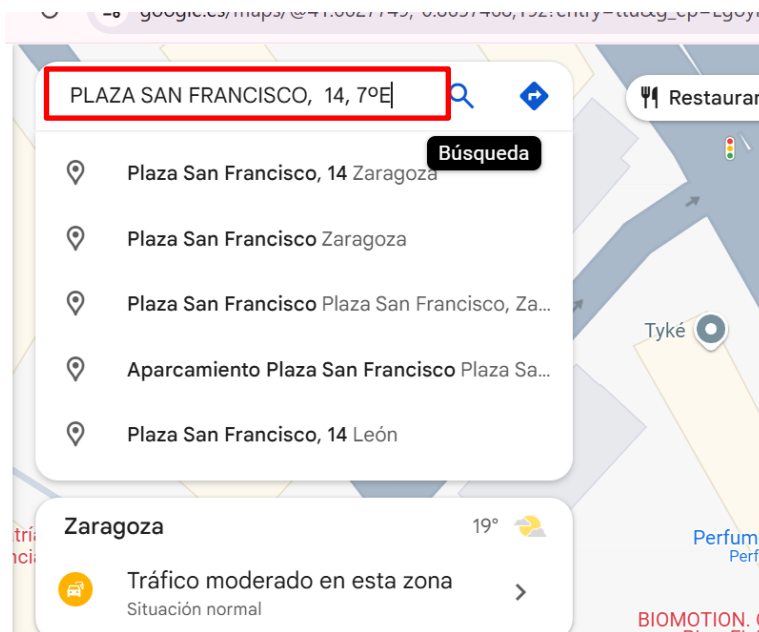 PLAZA SAN FRANCISCO, 14, 7ºE
Restaurar
Búsqueda
Plaza San Francisco, 14 Zaragoza
Plaza San Francisco Zaragoza
Plaza San Francisco Plaza San Francisco, Za...
Aparcamiento Plaza San Francisco Plaza Sa...
Plaza San Francisco, 14 León
Tyké
Zaragoza 19°
Tráfico moderado en esta zona
Situación normal
Perfum
Perf
BIOMOTION.